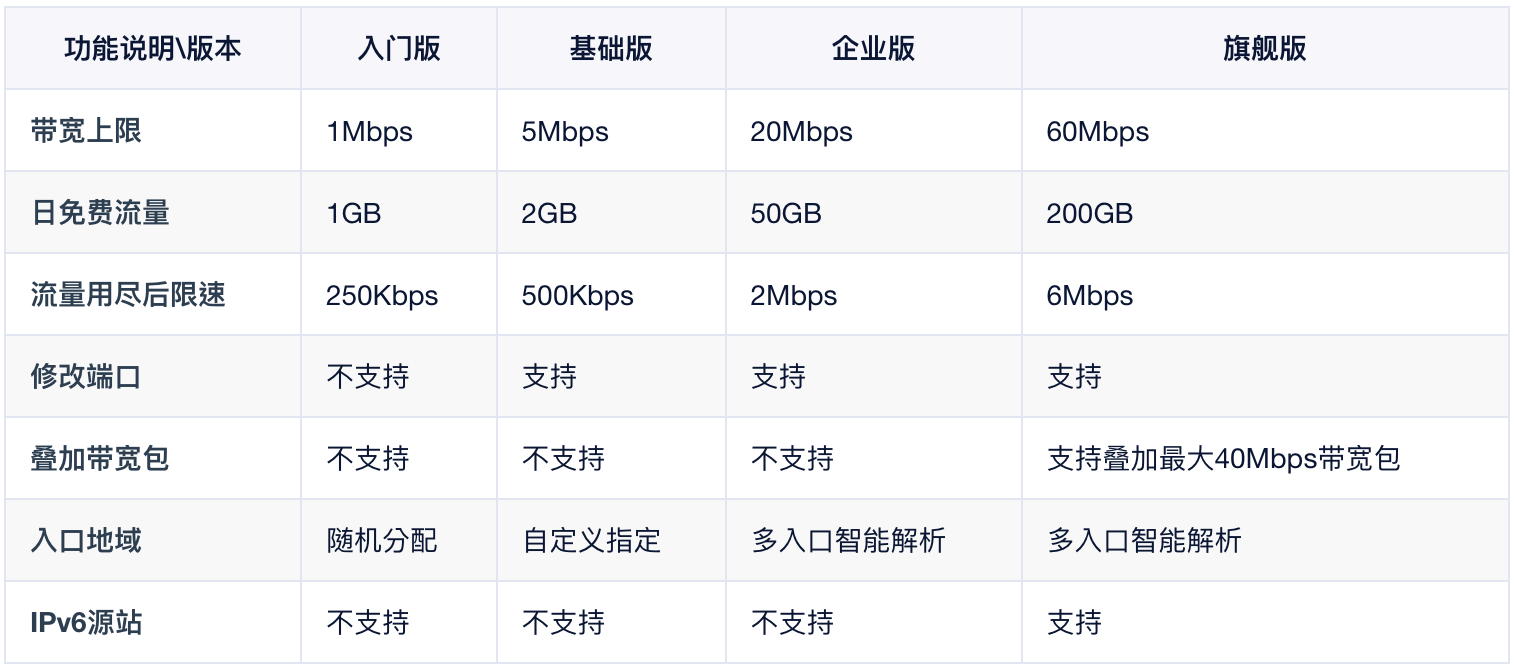 功能说明\版本 入门版 基础版 企业版 旗舰版
带宽上限 1Mbps 5Mbps 20Mbps 60Mbps
日免费流量 1GB 2GB 50GB 200GB
流量用尽后限速 250Kbps 500Kbps 2Mbps 6Mbps
修改端口 不支持 支持 支持 支持
叠加带宽包 不支持 不支持 不支持 支持叠加最大40Mbps带宽包
入口地域 随机分配 自定义指定 多入口智能解析 多入口智能解析
IPv6源站 不支持 不支持 不支持 支持